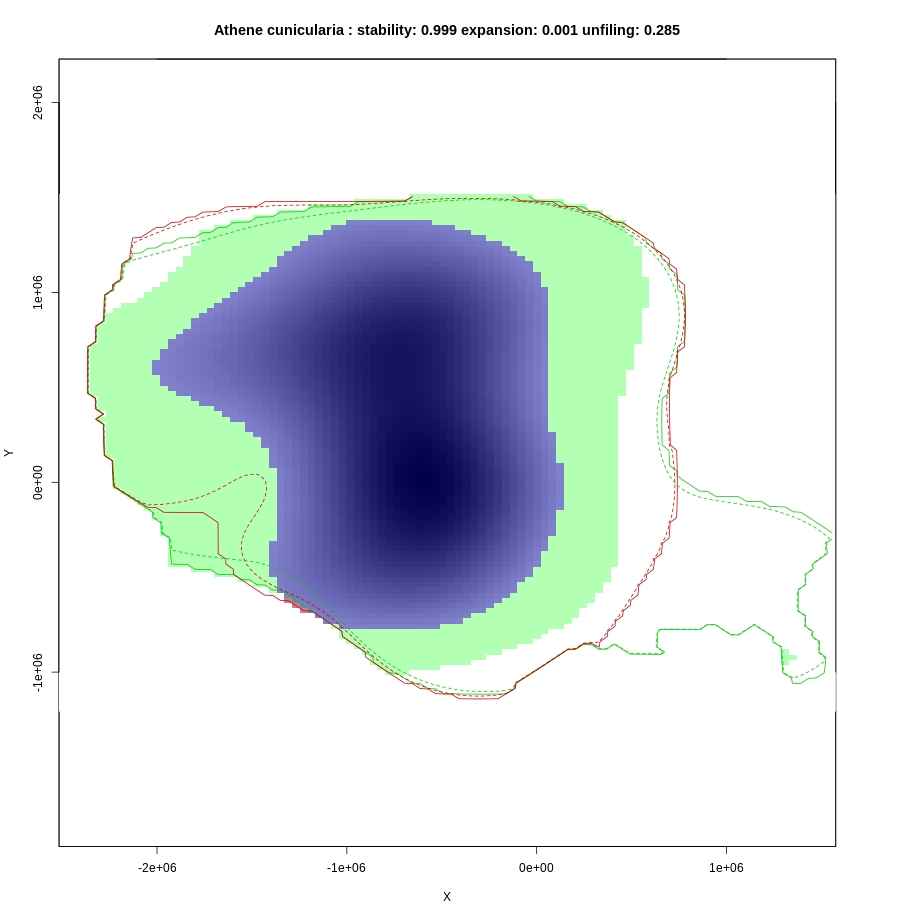 Athene cunicularia : stability: 0.999 expansion: 0.001 unfiling: 0.285
2e+06
1e+06
0e+00
-1e+06
Y
-2e+06 -1e+06 0e+00 1e+06
X